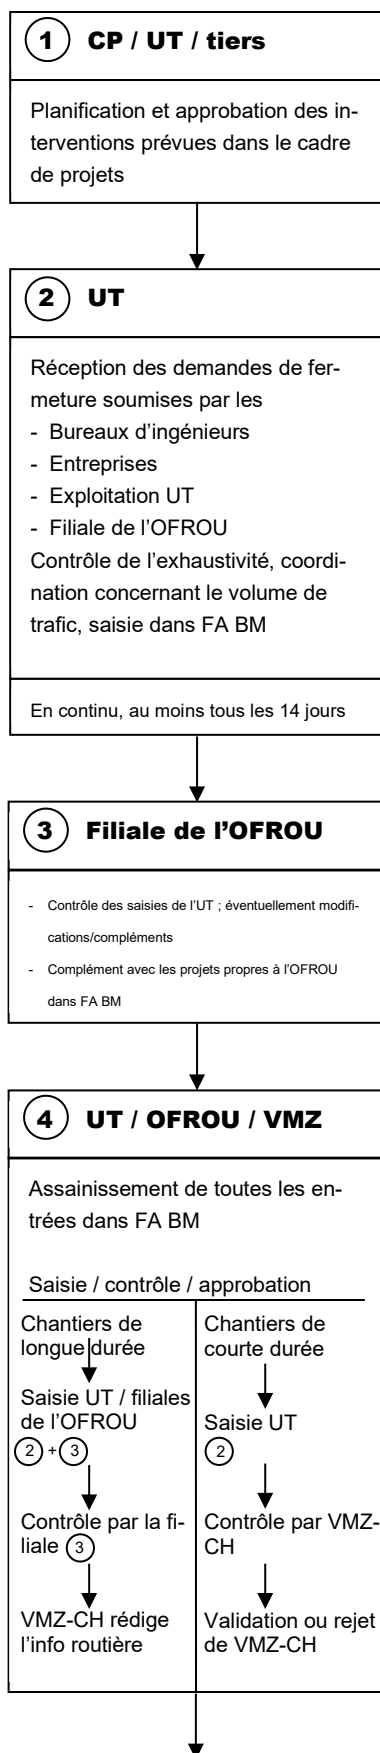 1 CP / UT / tiers
Planification et approbation des in-
terventions prévues dans le cadre
de projets
2 UT
Réception des demandes de fer-
meture soumises par les
- Bureaux d’ingénieurs
- Entreprises
- Exploitation UT
- Filiale de l’OFROU
Contrôle de l’exhaustivité, coordi-
nation concernant le volume de
trafic, saisie dans FA BM
En continu, au moins tous les 14 jours
3 Filiale de l’OFROU
- Contrôle des saisies de l’UT ; éventuellement modifi-
cations/compléments
- Complément avec les projets propres à l’OFROU
dans FA BM
4 UT / OFROU / VMZ
Assainissement de toutes les en-
trées dans FA BM
Saisie / contrôle / approbation
Chantiers de
longue durée
Saisie UT / filiales
de l’OFROU
2 + 3
Contrôle par la fi-
liale 3
VMZ-CH rédige
l’info routière
Chantiers de
courte durée
Saisie UT
2
Contrôle par VMZ-
CH
Validation ou rejet
de VMZ-CH